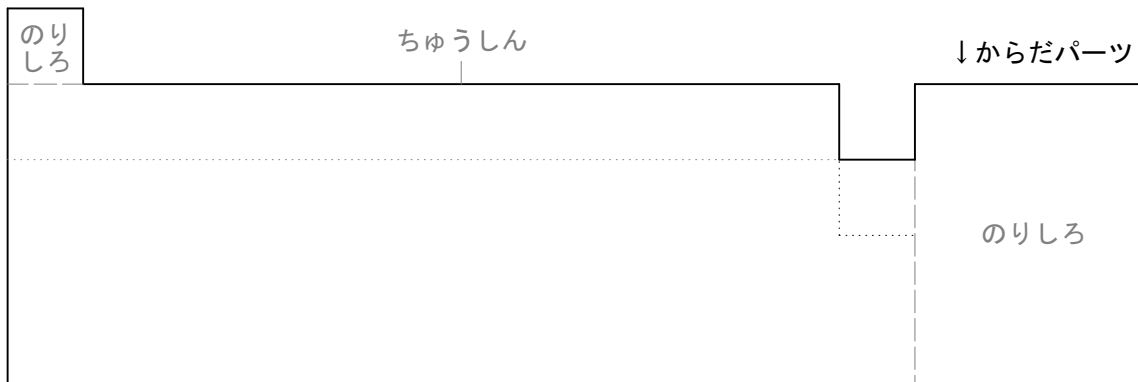 のり
しろ
ちゅうしん
↓からだパーツ
のりしろ